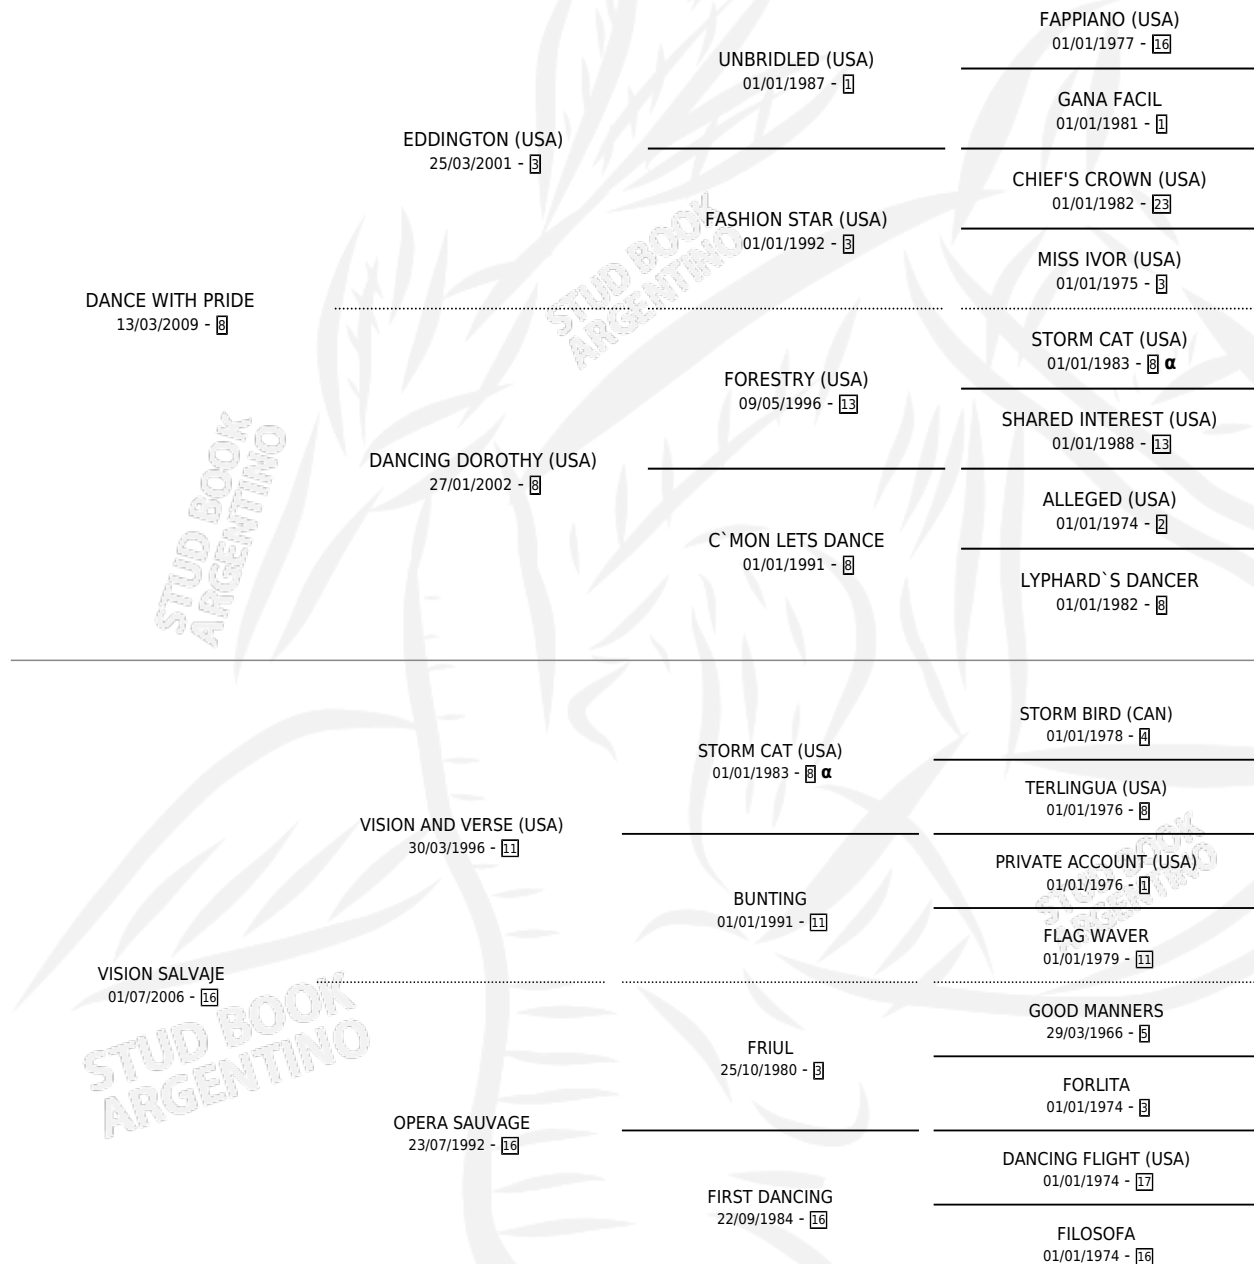 FAPPIANO (USA)
01/01/1977 - 16
UNBRIDLED (USA)
01/01/1987 - 1
GANA FACIL
01/01/1981 - 1
EDDINGTON (USA)
25/03/2001 - 3
CHIEF'S CROWN (USA)
01/01/1982 - 23
FASHION STAR (USA)
01/01/1992 - 3
MISS IVOR (USA)
01/01/1975 - 3
DANCE WITH PRIDE
13/03/2009 - 8
STORM CAT (USA)
01/01/1983 - 8 α
FORESTRY (USA)
09/05/1996 - 13
SHARED INTEREST (USA)
01/01/1988 - 13
DANCING DOROTHY (USA)
27/01/2002 - 8
ALLEGED (USA)
01/01/1974 - 2
C`MON LETS DANCE
01/01/1991 - 8
LYPHARD`S DANCER
01/01/1982 - 8
STORM BIRD (CAN)
01/01/1978 - 4
STORM CAT (USA)
01/01/1983 - 8 α
TERLINGUA (USA)
01/01/1976 - 8
VISION AND VERSE (USA)
30/03/1996 - 11
PRIVATE ACCOUNT (USA)
01/01/1976 - 1
BUNTING
01/01/1991 - 11
FLAG WAVER
01/01/1979 - 11
VISION SALVAJE
01/07/2006 - 16
GOOD MANNERS
29/03/1966 - 5
FRIUL
25/10/1980 - 3
FORLITA
01/01/1974 - 3
OPERA SAUVAGE
23/07/1992 - 16
DANCING FLIGHT (USA)
01/01/1974 - 17
FIRST DANCING
22/09/1984 - 16
FILOSOFA
01/01/1974 - 16
STUD BOOK
ARGENTINO
STUD BOOK
ARGENTINO
STUD BOOK
ARGENTINO
STUD BOOK
ARGENTINO